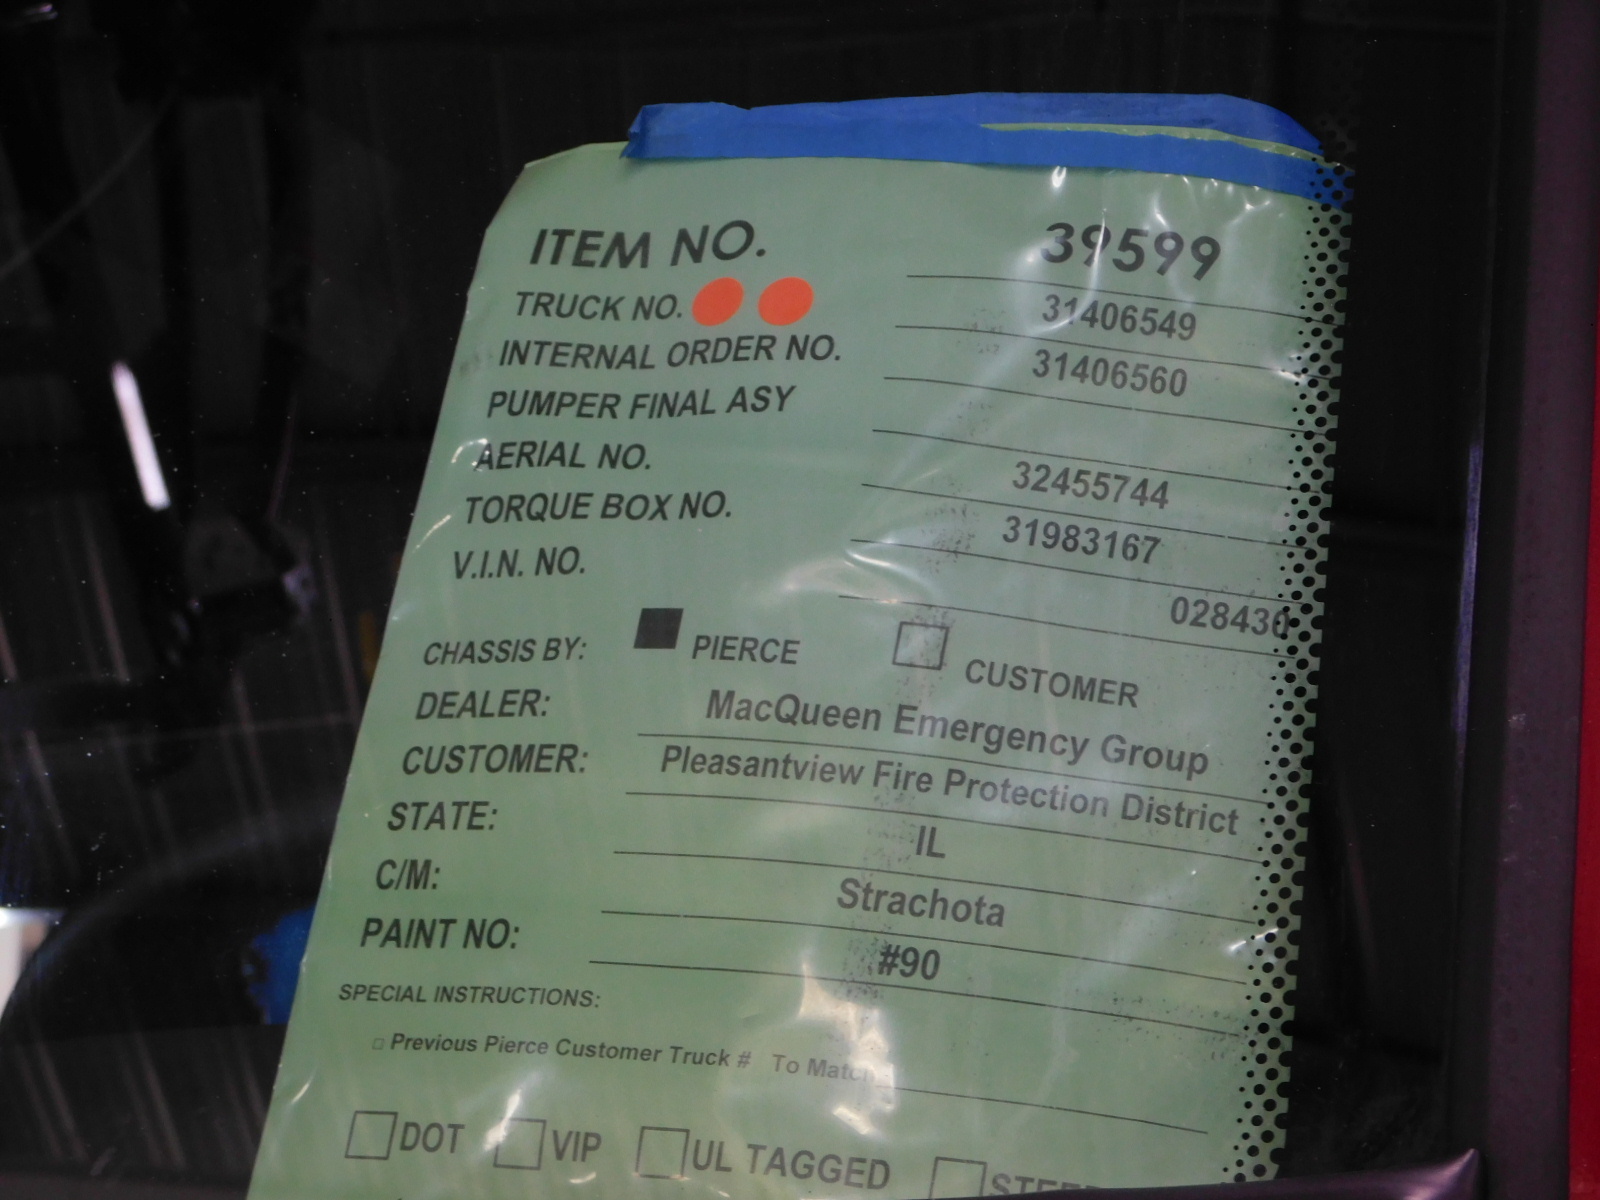 ITEM NO. 39599
TRUCK NO. 31406549
INTERNAL ORDER NO. 31406560
PUMPER FINAL ASY
AERIAL NO. 32455744
TORQUE BOX NO. 31983167
V.I.N. NO. 028430
CHASSIS BY: PIERCE CUSTOMER
DEALER: MacQueen Emergency Group
CUSTOMER: Pleasantview Fire Protection District
STATE: IL
C/M: Strachota
PAINT NO: #90
SPECIAL INSTRUCTIONS:
Previous Pierce Customer Truck # To Match
DOT VIP UL TAGGED